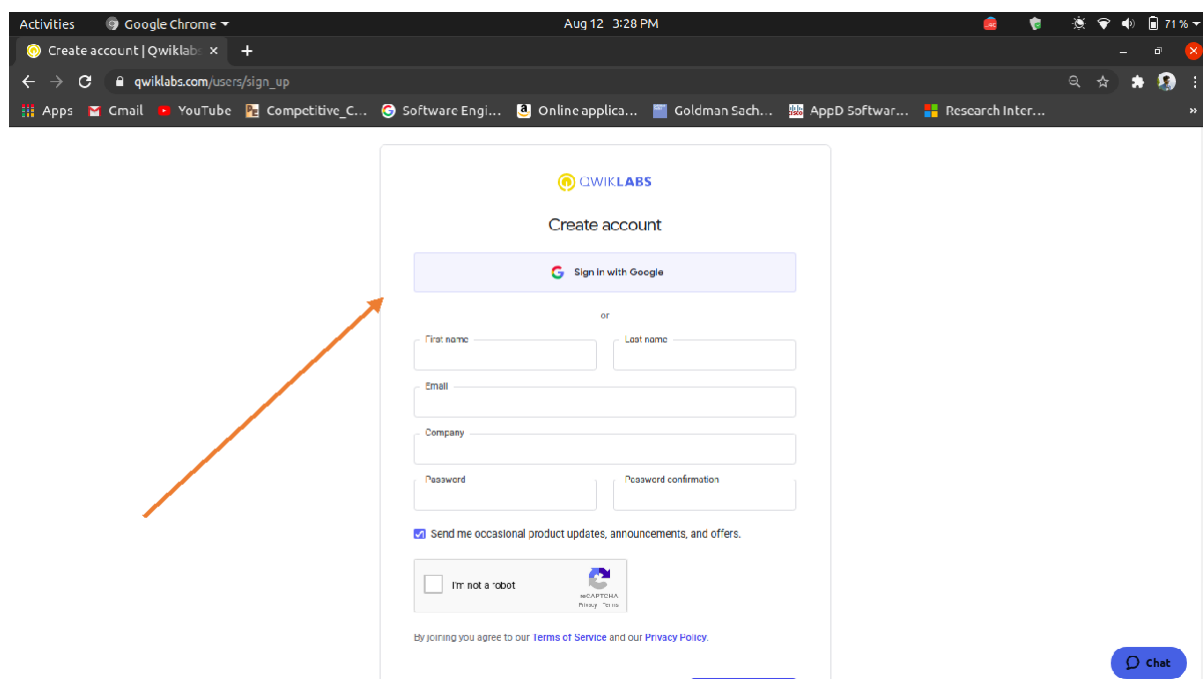 Activities Google Chrome Aug 12 3:28 PM 71 %
Create account | Qwiklabs
qwiklabs.com/users/sign_up
Apps Gmail YouTube Competitive_C... Software Engi... Online applica... Goldman Sach... AppD Softwar... Research Inter... »
QWIKLABS
Create account
Sign in with Google
or
First name Last name
Email
Company
Password Password confirmation
Send me occasional product updates, announcements, and offers.
I'm not a robot
reCAPTCHA
Privacy - Terms
By joining you agree to our Terms of Service and our Privacy Policy.
Chat